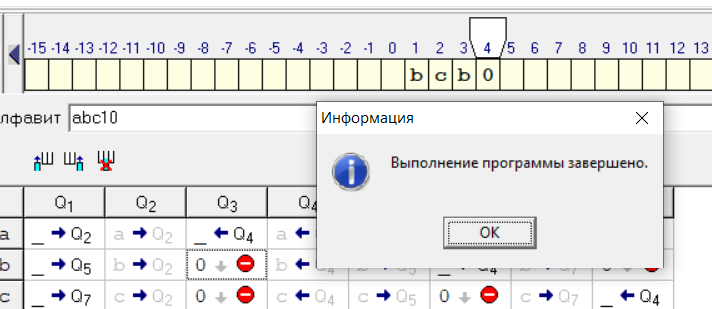 -15 -14 -13 -12 -11 -10 -9 -8 -7 -6 -5 -4 -3 -2 -1 0 1 2 3 4 5 6 7 8 9 10 11 12 13
b c b 0
лфавит abc10
Информация
Выполнение программы завершено.
OK
Q1 Q2 Q3
a _ → Q2 a → Q2 _ ← Q4 a ←
b _ → Q5 b → Q2 0 ↓ b ← Q4 0 ↓
c _ → Q7 c → Q2 0 ↓ c ← Q4 c → Q5 0 ↓ c → Q7 _ ← Q4